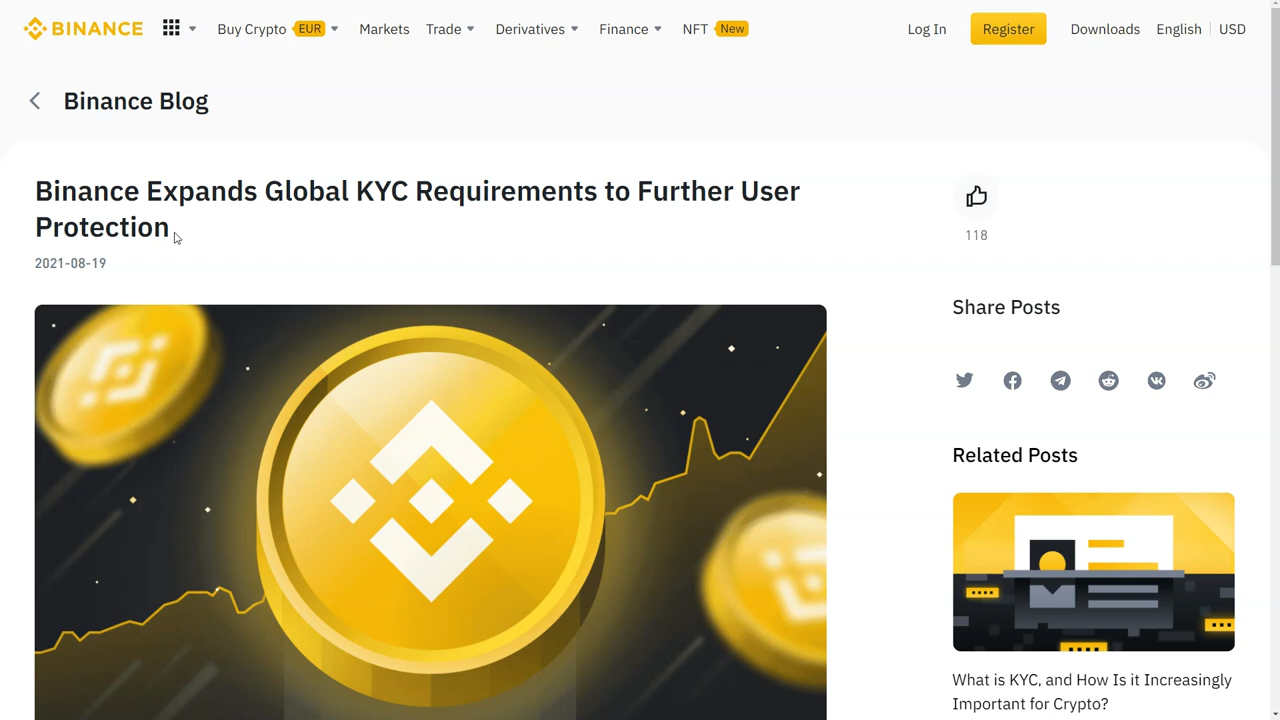 BINANCE
Buy Crypto EUR
Markets
Trade
Derivatives
Finance
NFT New
Log In
Register
Downloads
English
USD
Binance Blog
Binance Expands Global KYC Requirements to Further User
Protection
2021-08-19
118
Share Posts
Related Posts
What is KYC, and How Is it Increasingly
Important for Crypto?